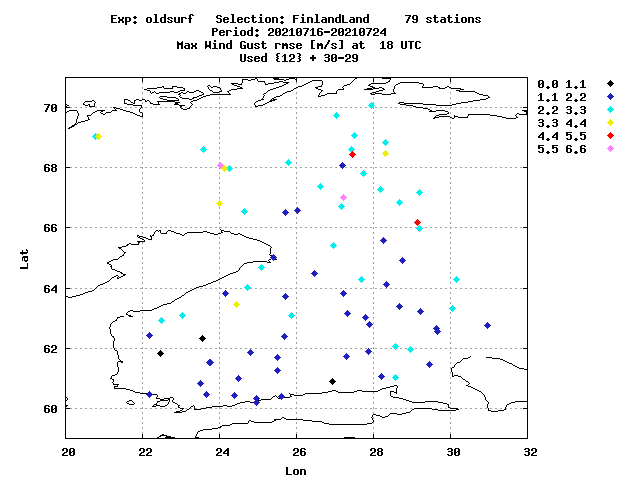 Exp: oldsurf Selection: FinlandLand 79 stations
Period: 20210716-20210724
Max Wind Gust rmse [m/s] at 18 UTC
Used {12} + 30-29
0.0 1.1
1.1 2.2
2.2 3.3
3.3 4.4
4.4 5.5
5.5 6.6
70
68
66
64
62
60
Lat
20 22 24 26 28 30 32
Lon